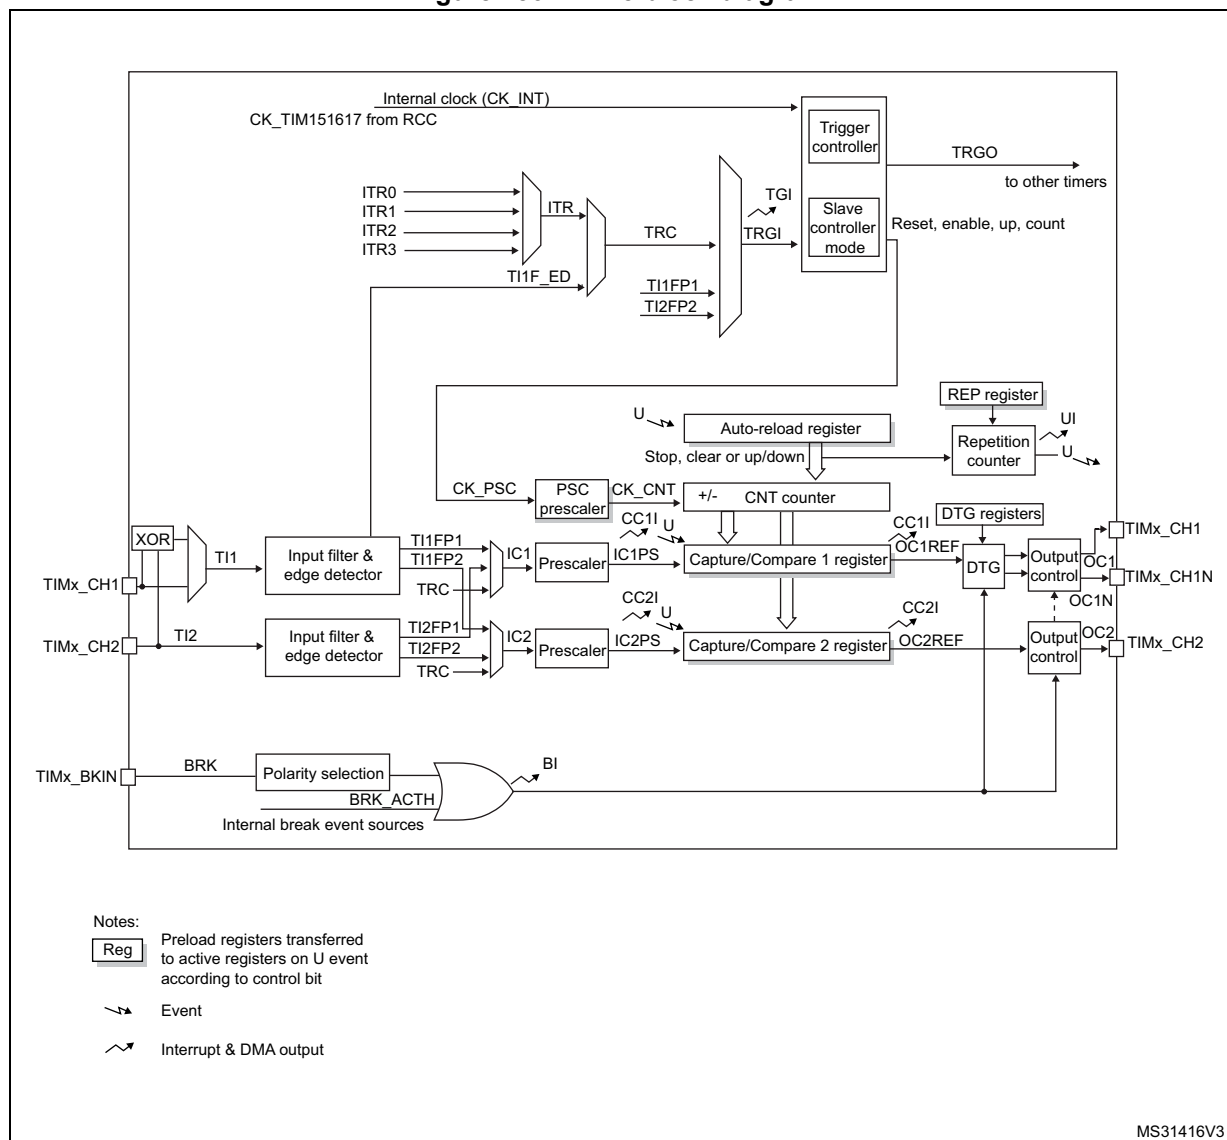 Internal clock (CK_INT)
CK_TIM151617 from RCC
Trigger
controller
TRGO
to other timers
ITR0
ITR1
ITR2
ITR3
ITR
TRC
TGI
TRGI
Slave
controller
mode
Reset, enable, up, count
TI1F_ED
TI1FP1
TI2FP2
REP register
U
Auto-reload register
UI
Repetition
counter
U
Stop, clear or up/down
CK_PSC
PSC
prescaler
CK_CNT
+/-
CNT counter
DTG registers
CC1I
U
CC1I
XOR
TI1
Input filter &
edge detector
TI1FP1
TI1FP2
TRC
IC1
Prescaler
IC1PS
Capture/Compare 1 register
OC1REF
DTG
Output
control
OC1
OC1N
TIMx_CH1
TIMx_CH1N
TIMx_CH1
TIMx_CH2
TI2
Input filter &
edge detector
TI2FP1
TI2FP2
TRC
IC2
Prescaler
CC2I
U
IC2PS
Capture/Compare 2 register
CC2I
OC2REF
Output
control
OC2
TIMx_CH2
TIMx_BKIN
BRK
Polarity selection
BRK_ACTH
Internal break event sources
BI
Notes:
Reg
Preload registers transferred
to active registers on U event
according to control bit
Event
Interrupt & DMA output
MS31416V3